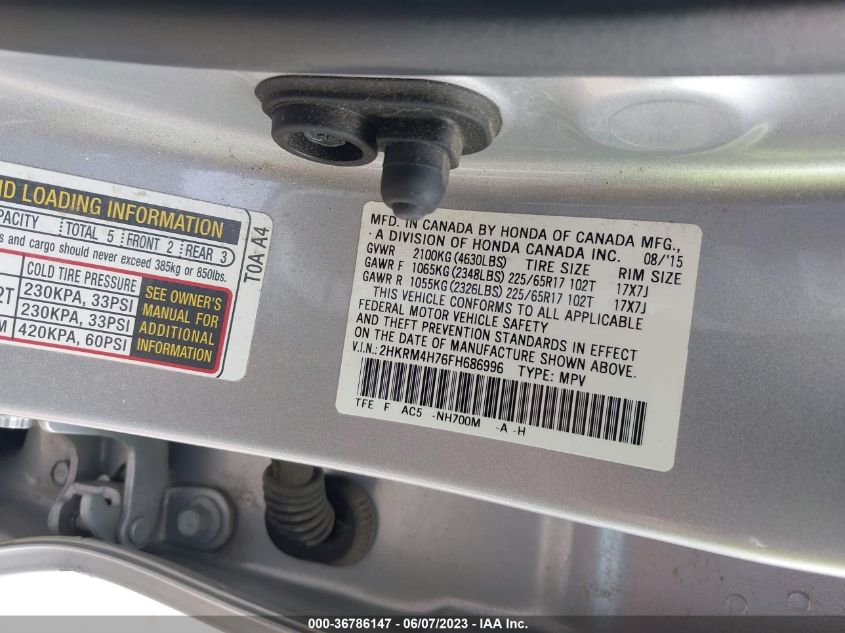 ND LOADING INFORMATION
PACITY TOTAL 5 FRONT 2 REAR 3
s and cargo should never exceed 385kg or 850lbs.
COLD TIRE PRESSURE
2T 230KPA, 33PSI
230KPA, 33PSI
M 420KPA, 60PSI
SEE OWNER'S
MANUAL FOR
ADDITIONAL
INFORMATION
T0A A4
MFD. IN CANADA BY HONDA OF CANADA MFG.,
A DIVISION OF HONDA CANADA INC. 08/'15
GVWR 2100KG (4630LBS) TIRE SIZE RIM SIZE
GAWR F 1065KG (2348LBS) 225/65R17 102T 17X7J
GAWR R 1055KG (2326LBS) 225/65R17 102T 17X7J
THIS VEHICLE CONFORMS TO ALL APPLICABLE
FEDERAL MOTOR VEHICLE SAFETY
AND THEFT PREVENTION STANDARDS IN EFFECT
ON THE DATE OF MANUFACTURE SHOWN ABOVE.
V.I.N.: 2HKRM4H76FH686996 TYPE: MPV
TFE F AC5 -NH700M -A -H
000-36786147 - 06/07/2023 - IAA Inc.